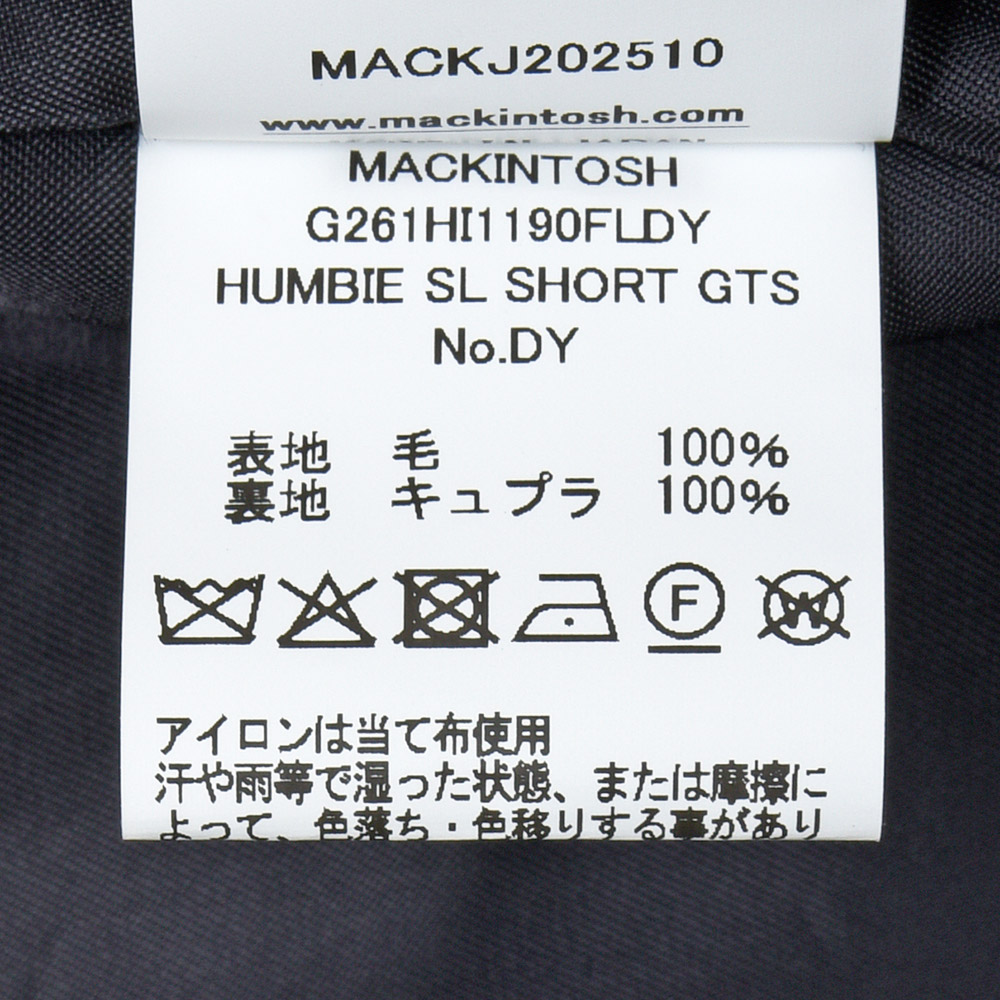 MACKJ202510
www.mackintosh.com
MACKINTOSH
G261HI1190FLDY
HUMBIE SL SHORT GTS
No.DY
表地 毛 100%
裏地 キュプラ 100%
F
W
アイロンは当て布使用
汗や雨等で湿った状態、または摩擦に
よって、色落ち・色移りする事があり